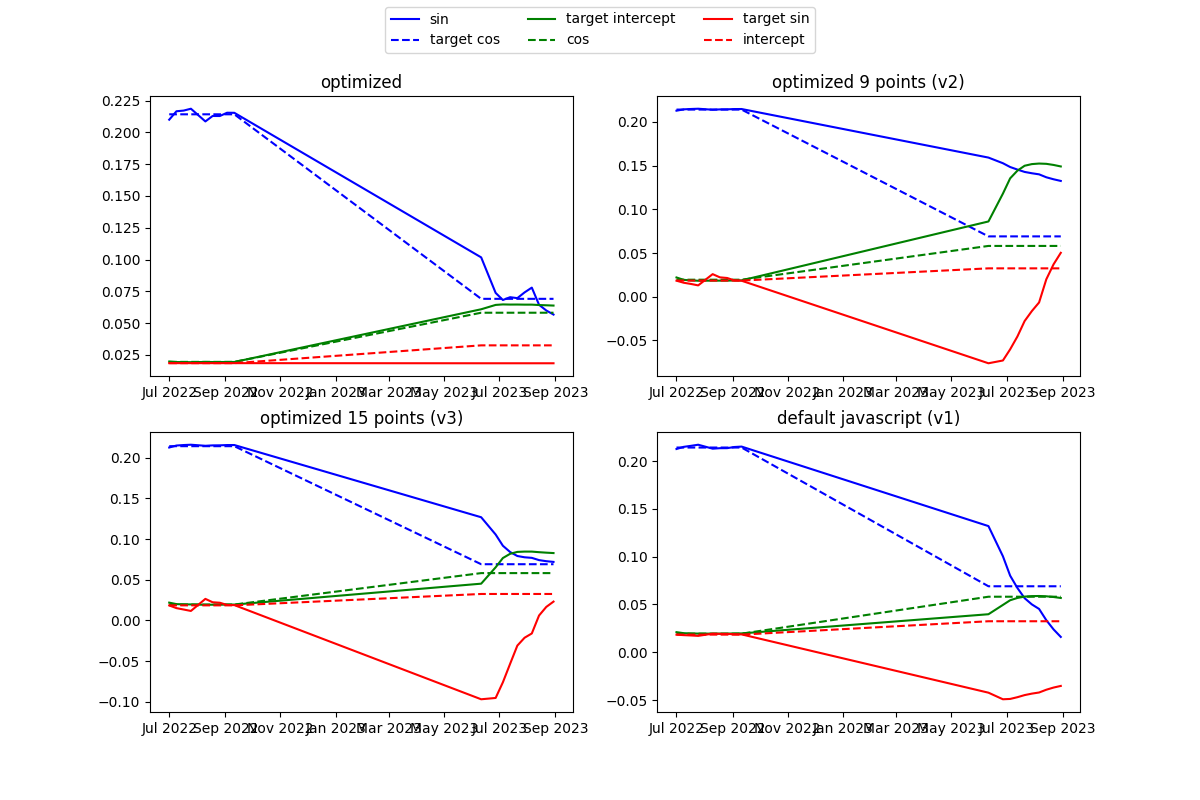 sin target intercept target sin
target cos cos intercept
optimized
0.225
0.200
0.175
0.150
0.125
0.100
0.075
0.050
0.025
Jul 2022 Sep 2022 Nov 2022 Jan 2023 Mar 2023 May 2023 Jul 2023 Sep 2023
optimized 9 points (v2)
0.20
0.15
0.10
0.05
0.00
−0.05
Jul 2022 Sep 2022 Nov 2022 Jan 2023 Mar 2023 May 2023 Jul 2023 Sep 2023
optimized 15 points (v3)
0.20
0.15
0.10
0.05
0.00
−0.05
−0.10
Jul 2022 Sep 2022 Nov 2022 Jan 2023 Mar 2023 May 2023 Jul 2023 Sep 2023
default javascript (v1)
0.20
0.15
0.10
0.05
0.00
−0.05
Jul 2022 Sep 2022 Nov 2022 Jan 2023 Mar 2023 May 2023 Jul 2023 Sep 2023